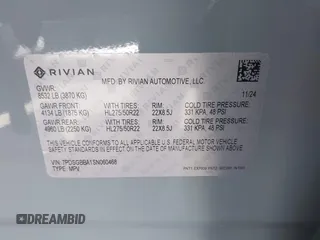 RIVIAN
MFD. BY RIVIAN AUTOMOTIVE, LLC
GVWR:
8532 LB (3870 KG)
11/24
GAWR FRONT WITH TIRES: RIM COLD TIRE PRESSURE:
4134 LB (1875 KG) HL275/50R22 22X8.5J 331 KPA, 48 PSI
GAWR REAR WITH TIRES: RIM COLD TIRE PRESSURE:
4960 LB (2250 KG) HL275/50R22 22X8.5J 331 KPA, 48 PSI
THIS VEHICLE CONFORMS TO ALL APPLICABLE U.S. FEDERAL MOTOR VEHICLE
SAFETY STANDARDS IN EFFECT ON THE DATE OF MANUFACTURE SHOWN ABOVE.
VIN: 7PDSGBBA1SN060468
TYPE: MPV
DREAMBID